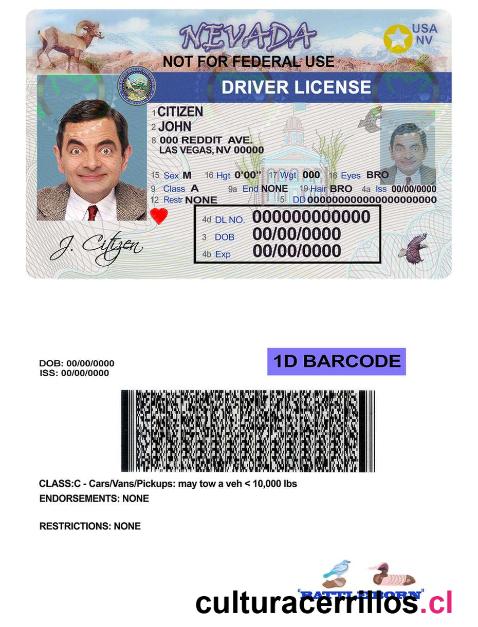 NEVADA
USA
NV
NOT FOR FEDERAL USE
DRIVER LICENSE
1 CITIZEN
2 JOHN
8 000 REDDIT AVE.
LAS VEGAS, NV 00000
15 Sex M 16 Hgt 0'00" 17 Wgt 000 18 Eyes BRO
9 Class A 9a End NONE 19 Hair BRO 4a Iss 00/00/0000
12 Restr NONE 5 DD 000000000000000000000
4d DL NO. 000000000000
3 DOB 00/00/0000
4b Exp 00/00/0000
J. Citizen
DOB: 00/00/0000
ISS: 00/00/0000
1D BARCODE
CLASS:C - Cars/Vans/Pickups: may tow a veh < 10,000 lbs
ENDORSEMENTS: NONE
RESTRICTIONS: NONE
BATTLE BORN
culturacerrillos.cl